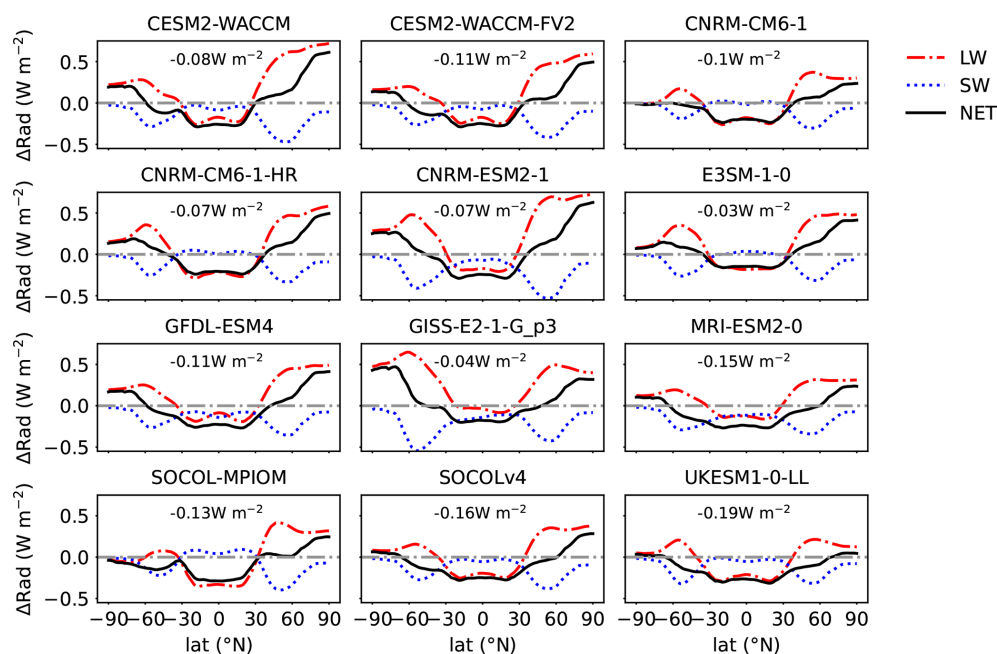 CESM2-WACCM
CESM2-WACCM-FV2
CNRM-CM6-1
ΔRad (W m−2)
0.5
0.0
−0.5
-0.08W m−2
-0.11W m−2
-0.1W m−2
LW
SW
NET
CNRM-CM6-1-HR
CNRM-ESM2-1
E3SM-1-0
ΔRad (W m−2)
0.5
0.0
−0.5
-0.07W m−2
-0.07W m−2
-0.03W m−2
GFDL-ESM4
GISS-E2-1-G_p3
MRI-ESM2-0
ΔRad (W m−2)
0.5
0.0
−0.5
-0.11W m−2
-0.04W m−2
-0.15W m−2
SOCOL-MPIOM
SOCOLv4
UKESM1-0-LL
ΔRad (W m−2)
0.5
0.0
−0.5
-0.13W m−2
-0.16W m−2
-0.19W m−2
−90 −60 −30 0 30 60 90
−90 −60 −30 0 30 60 90
−90 −60 −30 0 30 60 90
lat (°N)
lat (°N)
lat (°N)